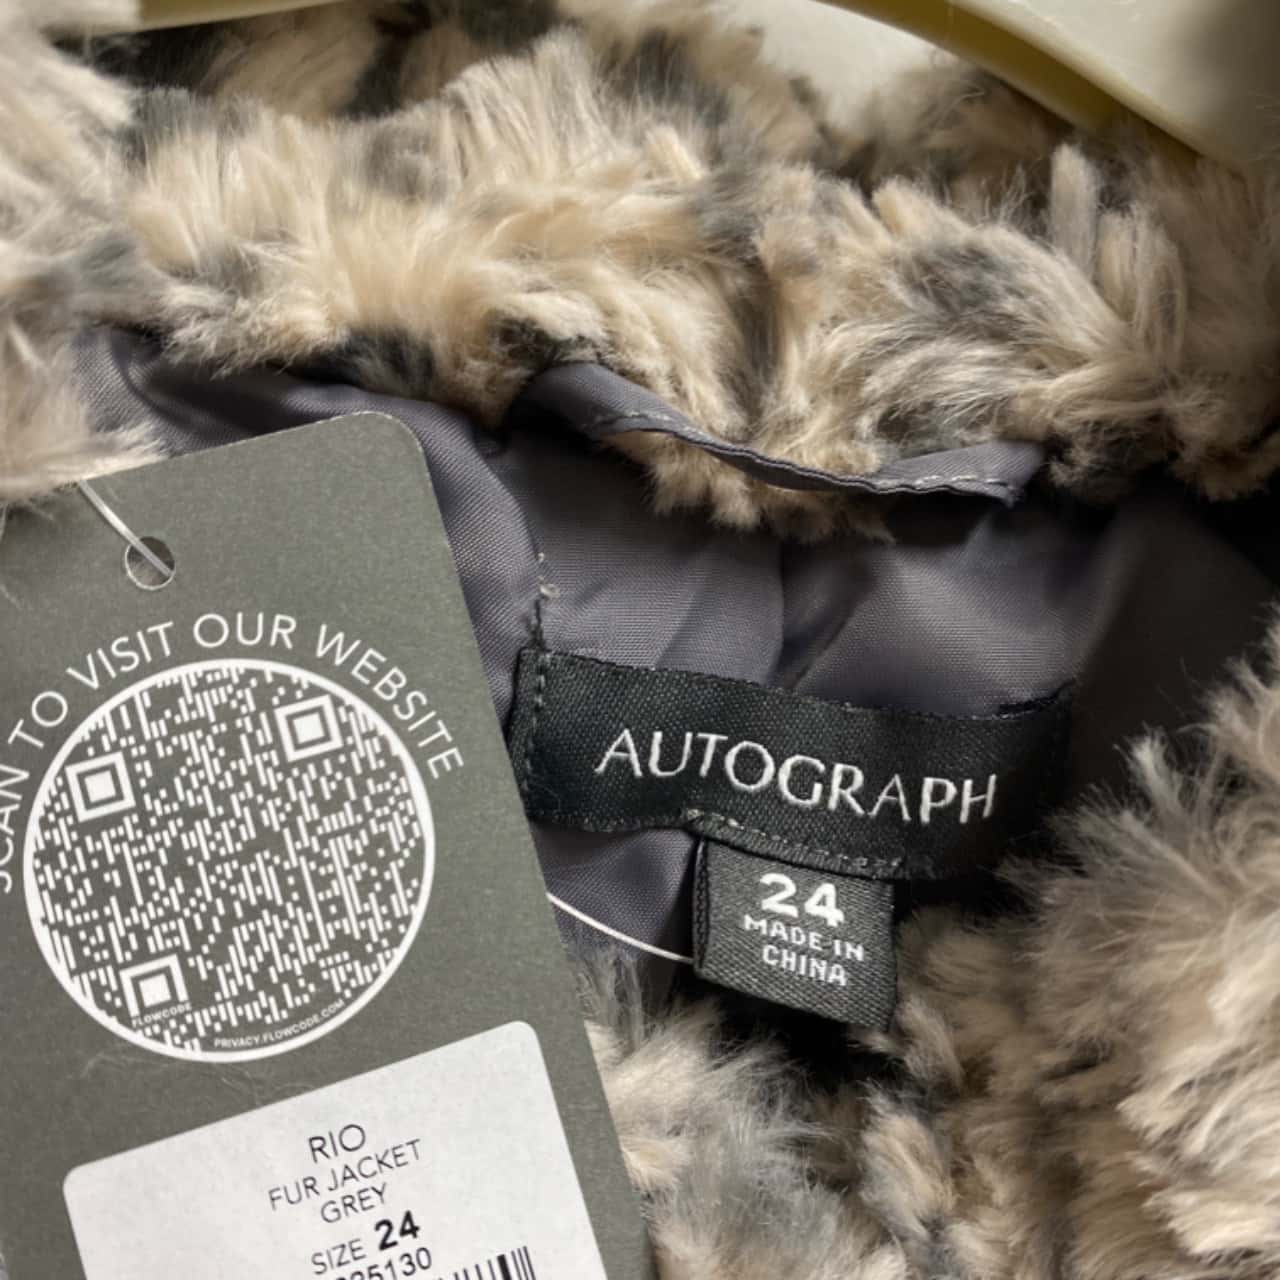 SCAN TO VISIT OUR WEBSITE
FLOWCODE
PRIVACY.FLOWCODE.COM
RIO
FUR JACKET
GREY
SIZE 24
AUTOGRAPH
24
MADE IN
CHINA